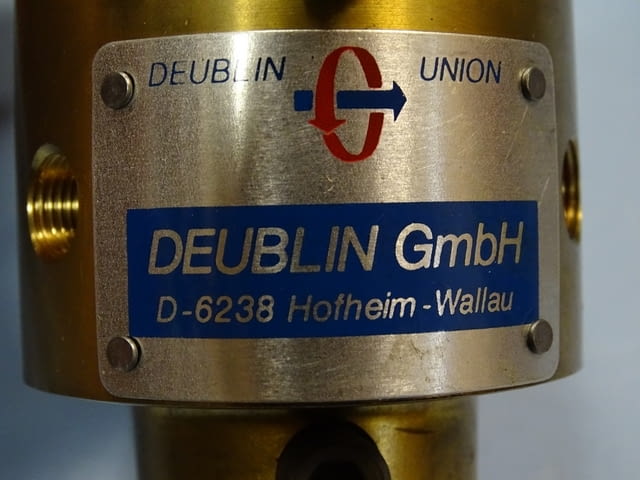 DEUBLIN UNION
DEUBLIN GmbH
D-6238 Hofheim-Wallau